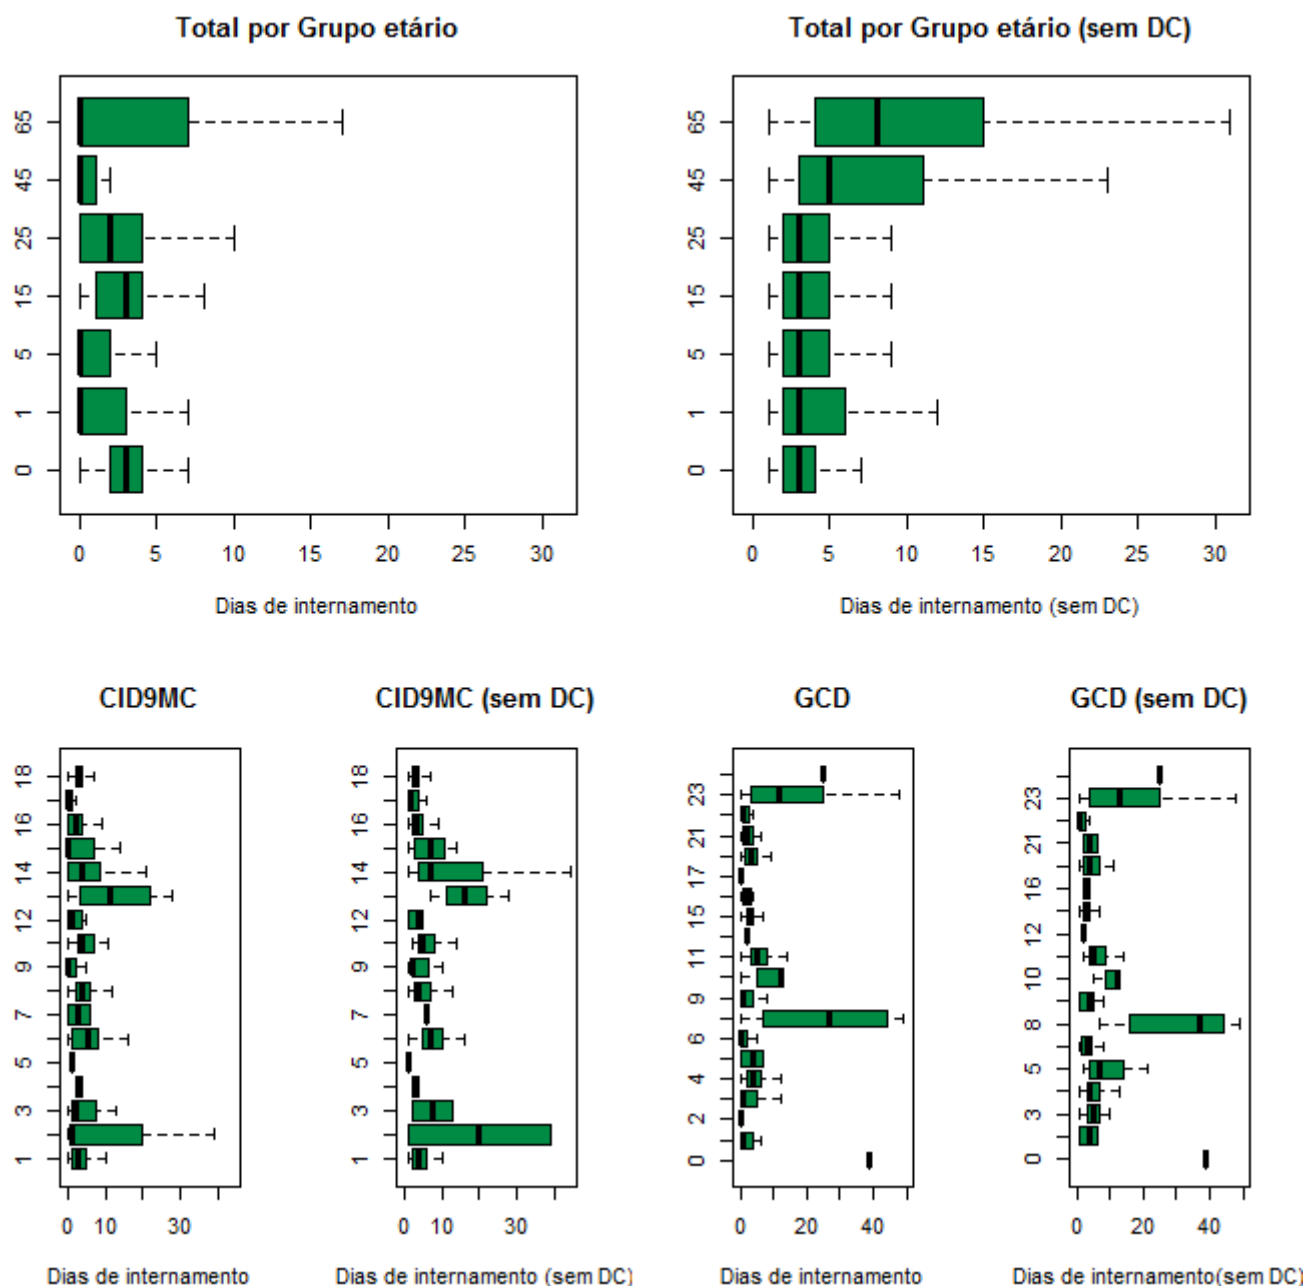 Total por Grupo etário
65
45
25
15
5
1
0
0 5 10 15 20 25 30
Dias de internamento
Total por Grupo etário (sem DC)
65
45
25
15
5
1
0
0 5 10 15 20 25 30
Dias de internamento (sem DC)
CID9MC
18
16
14
12
9
7
5
3
1
0 10 30
Dias de internamento
CID9MC (sem DC)
18
16
14
12
9
7
5
3
1
0 10 30
Dias de internamento (sem DC)
GCD
23
21
17
15
11
9
6
4
2
0
0 20 40
Dias de internamento
GCD (sem DC)
23
21
16
12
10
8
5
3
0
0 20 40
Dias de internamento(sem DC)